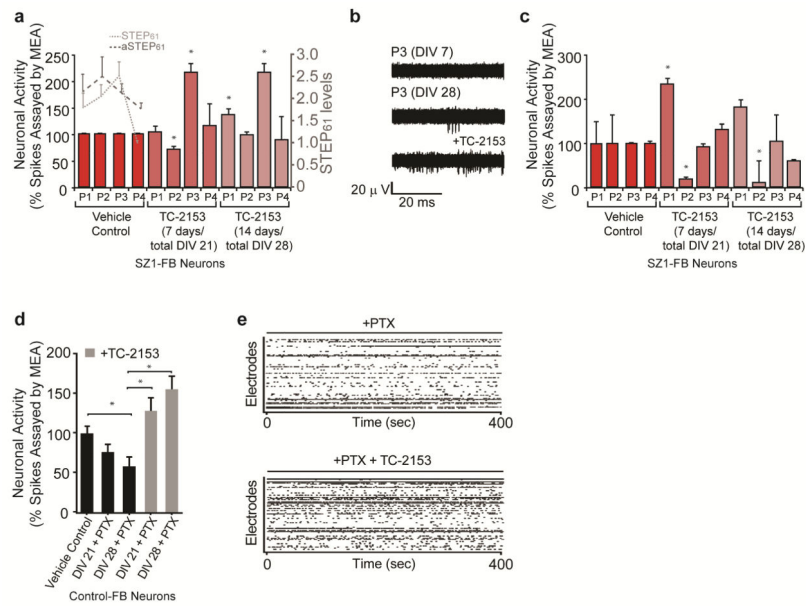 a
STEP61
aSTEP61
Neuronal Activity
(% Spikes Assayed by MEA)
250
200
150
100
50
0
3.0
2.5
2.0
1.5
1.0
0.5
0
STEP61 levels
* * * *
P1 P2 P3 P4 P1 P2 P3 P4 P1 P2 P3 P4
Vehicle
Control
TC-2153
(7 days/
total DIV 21)
TC-2153
(14 days/
total DIV 28)
SZ1-FB Neurons
b
P3 (DIV 7)
P3 (DIV 28)
+TC-2153
20 μ V
20 ms
c
Neuronal Activity
(% Spikes Assayed by MEA)
300
200
100
0
* * *
P1 P2 P3 P4 P1 P2 P3 P4 P1 P2 P3 P4
Vehicle
Control
TC-2153
(7 days/
total DIV 21)
TC-2153
(14 days/
total DIV 28)
SZ1-FB Neurons
d
+TC-2153
Neuronal Activity
(% Spikes Assayed by MEA)
200
150
100
50
0
* * *
Vehicle Control
DIV 21 + PTX
DIV 28 + PTX
DIV 21 + PTX
DIV 28 + PTX
Control-FB Neurons
e
+PTX
Electrodes
0 Time (sec) 400
+PTX + TC-2153
Electrodes
0 Time (sec) 400